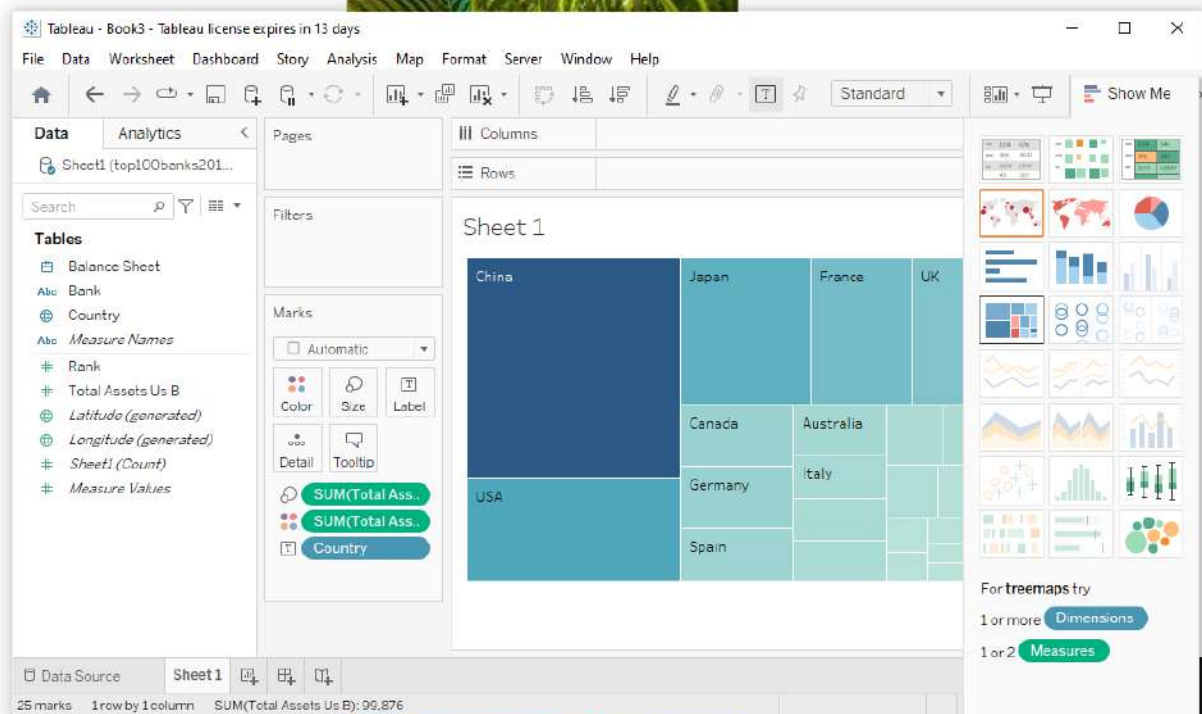 Tableau - Book3 - Tableau license expires in 13 days
File Data Worksheet Dashboard Story Analysis Map Format Server Window Help
Standard
Show Me
Data Analytics
Sheet1 (top100banks201...
Search
Tables
Balance Sheet
Abc Bank
Country
Abc Measure Names
Rank
Total Assets Us B
Latitude (generated)
Longitude (generated)
Sheet1 (Count)
Measure Values
Pages
Filters
Marks
Automatic
Color Size Label
Detail Tooltip
SUM(Total Ass..
SUM(Total Ass..
Country
Columns
Rows
Sheet 1
China Japan France UK
Canada Australia
USA Germany Italy
Spain
For treemaps try
1 or more Dimensions
1 or 2 Measures
Data Source Sheet 1
25 marks 1 row by 1 column SUM(Total Assets Us B): 99,876